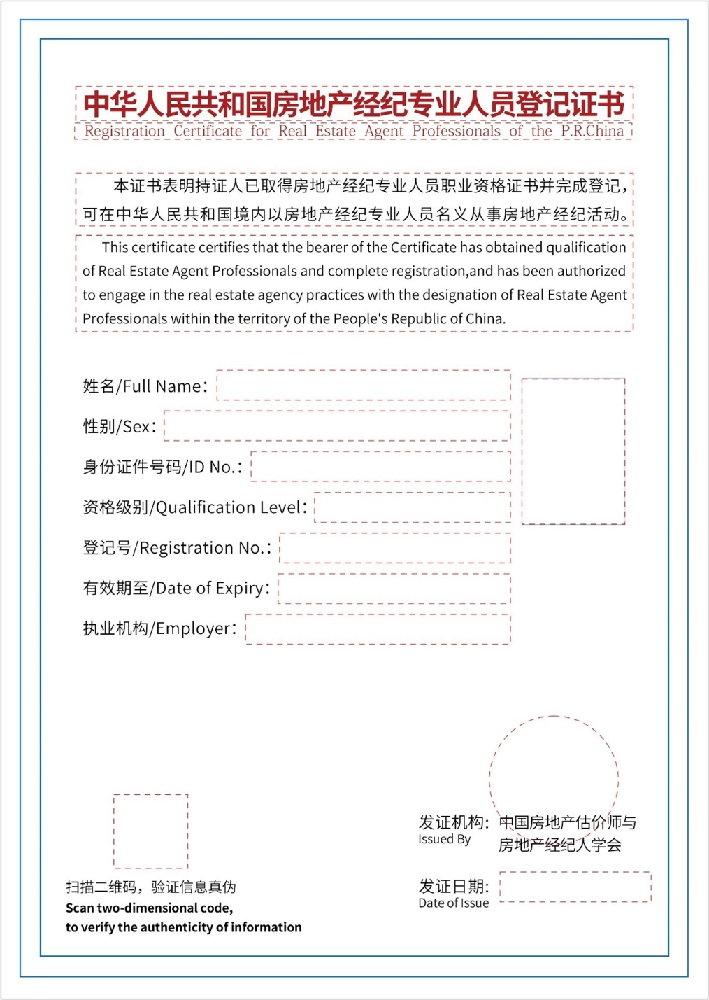 中华人民共和国房地产经纪专业人员登记证书
Registration Certificate for Real Estate Agent Professionals of the P.R.China
本证书表明持证人已取得房地产经纪专业人员职业资格证书并完成登记，
可在中华人民共和国境内以房地产经纪专业人员名义从事房地产经纪活动。
This certificate certifies that the bearer of the Certificate has obtained qualification
of Real Estate Agent Professionals and complete registration,and has been authorized
to engage in the real estate agency practices with the designation of Real Estate Agent
Professionals within the territory of the People's Republic of China.
姓名/Full Name：
性别/Sex：
身份证件号码/ID No.：
资格级别/Qualification Level：
登记号/Registration No.：
有效期至/Date of Expiry：
执业机构/Employer：
发证机构: 中国房地产估价师与
Issued By
房地产经纪人学会
发证日期:
Date of Issue
扫描二维码，验证信息真伪
Scan two-dimensional code,
to verify the authenticity of information